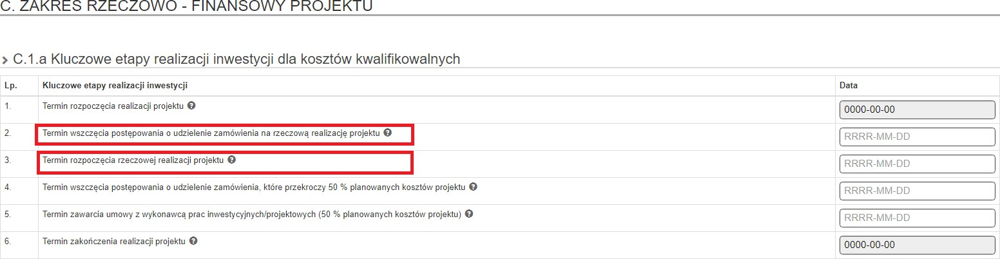 C. ZAKRES RZECZOWO - FINANSOWY PROJEKTU
C.1.a Kluczowe etapy realizacji inwestycji dla kosztów kwalifikowalnych
Lp. Kluczowe etapy realizacji inwestycji Data
1. Termin rozpoczęcia realizacji projektu ? 0000-00-00
2. Termin wszczęcia postępowania o udzielenie zamówienia na rzeczową realizację projektu ? RRRR-MM-DD
3. Termin rozpoczęcia rzeczowej realizacji projektu ? RRRR-MM-DD
4. Termin wszczęcia postępowania o udzielenie zamówienia, które przekroczy 50 % planowanych kosztów projektu ? RRRR-MM-DD
5. Termin zawarcia umowy z wykonawcą prac inwestycyjnych/projektowych (50 % planowanych kosztów projektu) ? RRRR-MM-DD
6. Termin zakończenia realizacji projektu ? 0000-00-00